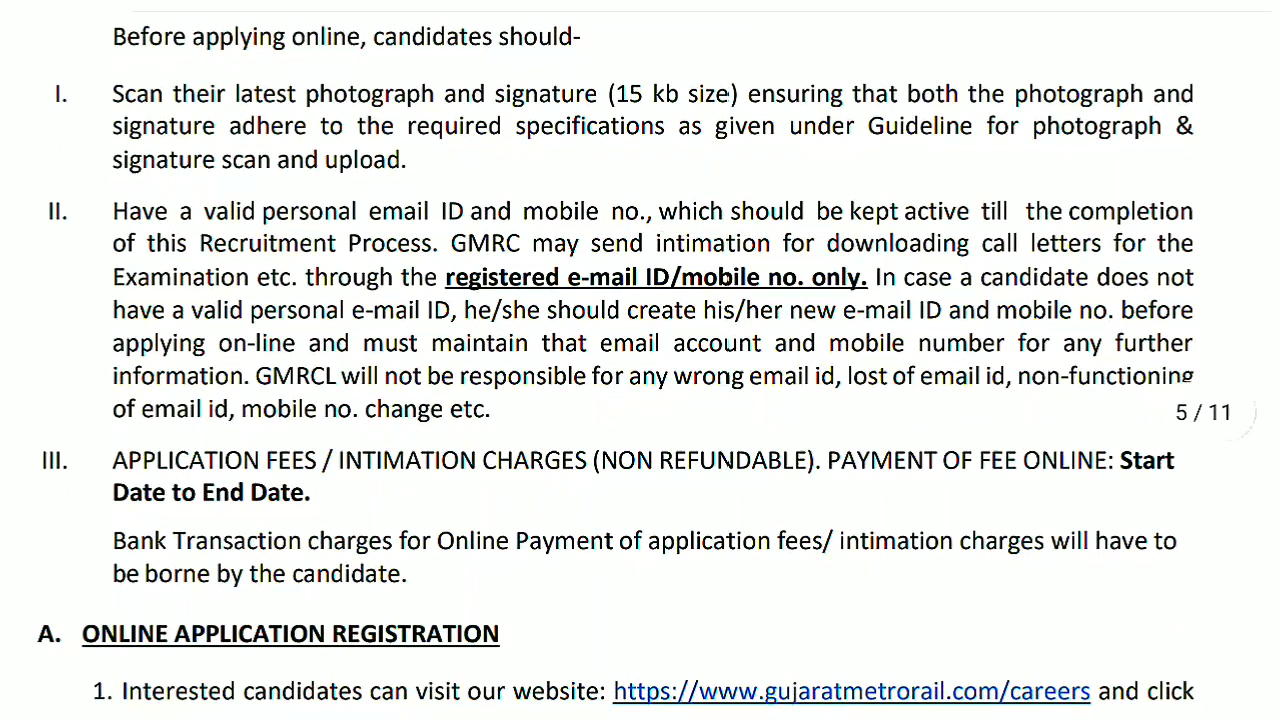 Before applying online, candidates should-
I. Scan their latest photograph and signature (15 kb size) ensuring that both the photograph and
signature adhere to the required specifications as given under Guideline for photograph &
signature scan and upload.
II. Have a valid personal email ID and mobile no., which should be kept active till the completion
of this Recruitment Process. GMRC may send intimation for downloading call letters for the
Examination etc. through the registered e-mail ID/mobile no. only. In case a candidate does not
have a valid personal e-mail ID, he/she should create his/her new e-mail ID and mobile no. before
applying on-line and must maintain that email account and mobile number for any further
information. GMRCL will not be responsible for any wrong email id, lost of email id, non-functioning
of email id, mobile no. change etc.
5 / 11
III. APPLICATION FEES / INTIMATION CHARGES (NON REFUNDABLE). PAYMENT OF FEE ONLINE: Start
Date to End Date.
Bank Transaction charges for Online Payment of application fees/ intimation charges will have to
be borne by the candidate.
A. ONLINE APPLICATION REGISTRATION
1. Interested candidates can visit our website: https://www.gujaratmetrorail.com/careers and click